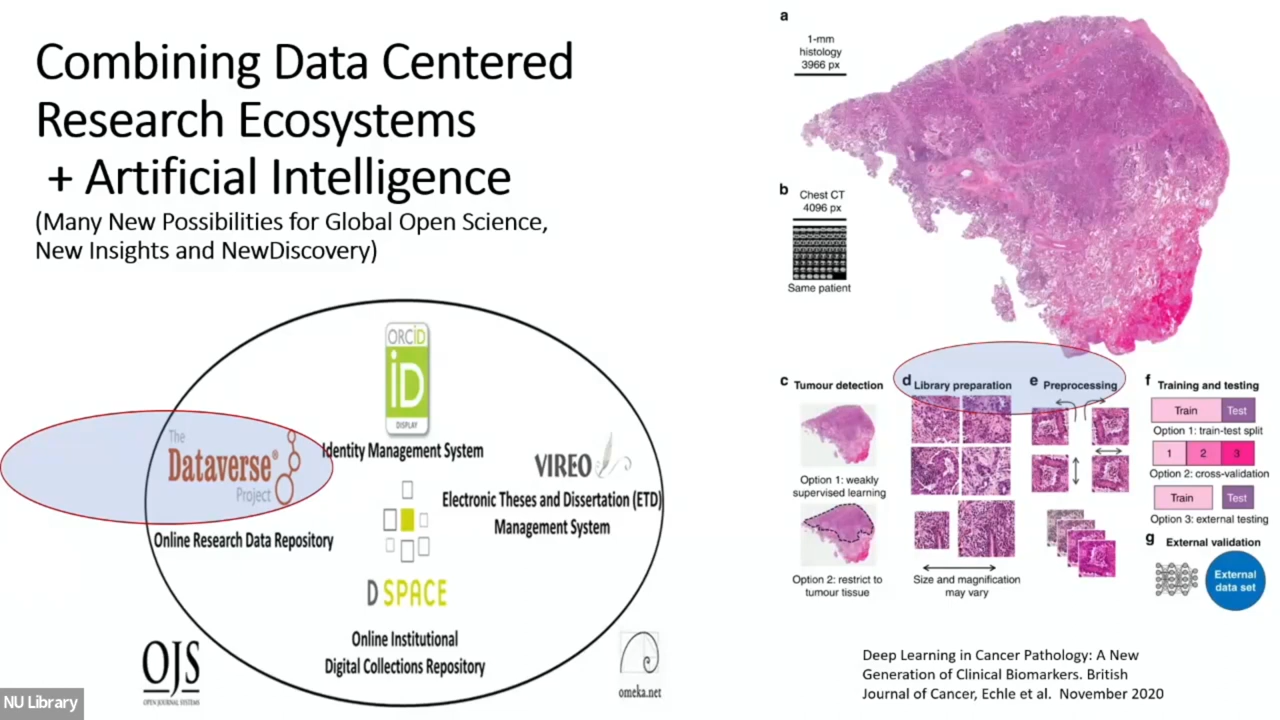 Combining Data Centered
Research Ecosystems
+ Artificial Intelligence
(Many New Possibilities for Global Open Science,
New Insights and NewDiscovery)
ORCiD
iD
DISPLAY
Identity Management System
The
Dataverse®
Project
Online Research Data Repository
VIREO
Electronic Theses and Dissertation (ETD)
Management System
DSPACE
Online Institutional
Digital Collections Repository
OJS
OPEN JOURNAL SYSTEMS
omeka.net
NU Library
a
1-mm
histology
3966 px
b
Chest CT
4096 px
Same patient
c Tumour detection
Option 1: weakly
supervised learning
Option 2: restrict to
tumour tissue
d Library preparation
Size and magnification
may vary
e Preprocessing
f Training and testing
Train Test
Option 1: train-test split
1 2 3
Option 2: cross-validation
Train Test
Option 3: external testing
g External validation
External
data set
Deep Learning in Cancer Pathology: A New
Generation of Clinical Biomarkers. British
Journal of Cancer, Echle et al. November 2020